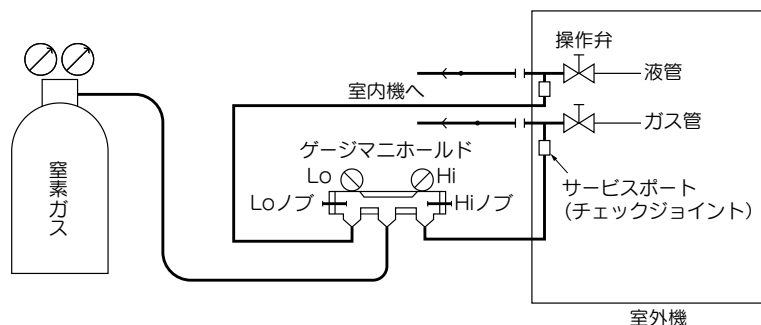 操作弁
液管
室内機へ
ガス管
ゲージマニホールド
Lo
Hi
Loノブ
Hiノブ
サービスポート
(チェックジョイント)
窒素ガス
室外機